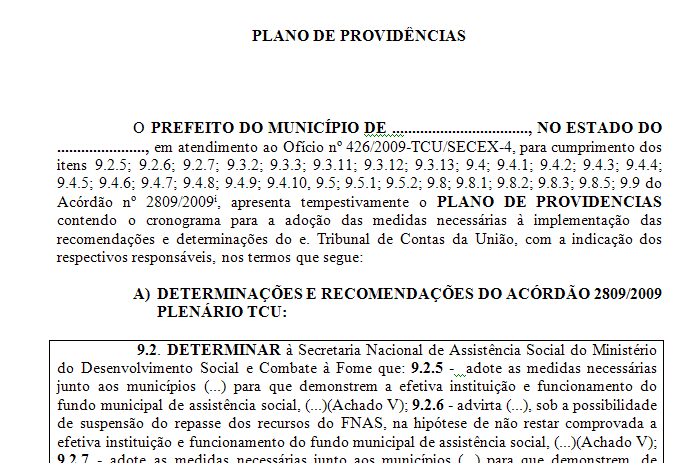 PLANO DE PROVIDÊNCIAS
O PREFEITO DO MUNICÍPIO DE ..................................., NO ESTADO DO
......................., em atendimento ao Ofício nº 426/2009-TCU/SECEX-4, para cumprimento dos
itens 9.2.5; 9.2.6; 9.2.7; 9.3.2; 9.3.3; 9.3.11; 9.3.12; 9.3.13; 9.4; 9.4.1; 9.4.2; 9.4.3; 9.4.4;
9.4.5; 9.4.6; 9.4.7; 9.4.8; 9.4.9; 9.4.10, 9.5; 9.5.1; 9.5.2; 9.8; 9.8.1; 9.8.2; 9.8.3; 9.8.5; 9.9 do
Acórdão nº 2809/2009i, apresenta tempestivamente o PLANO DE PROVIDENCIAS
contendo o cronograma para a adoção das medidas necessárias à implementação das
recomendações e determinações do e. Tribunal de Contas da União, com a indicação dos
respectivos responsáveis, nos termos que segue:
A) DETERMINAÇÕES E RECOMENDAÇÕES DO ACÓRDÃO 2809/2009
PLENÁRIO TCU:
9.2. DETERMINAR à Secretaria Nacional de Assistência Social do Ministério
do Desenvolvimento Social e Combate à Fome que: 9.2.5 - adote as medidas necessárias
junto aos municípios (...) para que demonstrem a efetiva instituição e funcionamento do
fundo municipal de assistência social, (...)(Achado V); 9.2.6 - advirta (...), sob a possibilidade
de suspensão do repasse dos recursos do FNAS, na hipótese de não restar comprovada a
efetiva instituição e funcionamento do fundo municipal de assistência social, (...)(Achado V);
9.2.7 - adote as medidas necessárias junto aos municípios (...) para que demonstrem, de